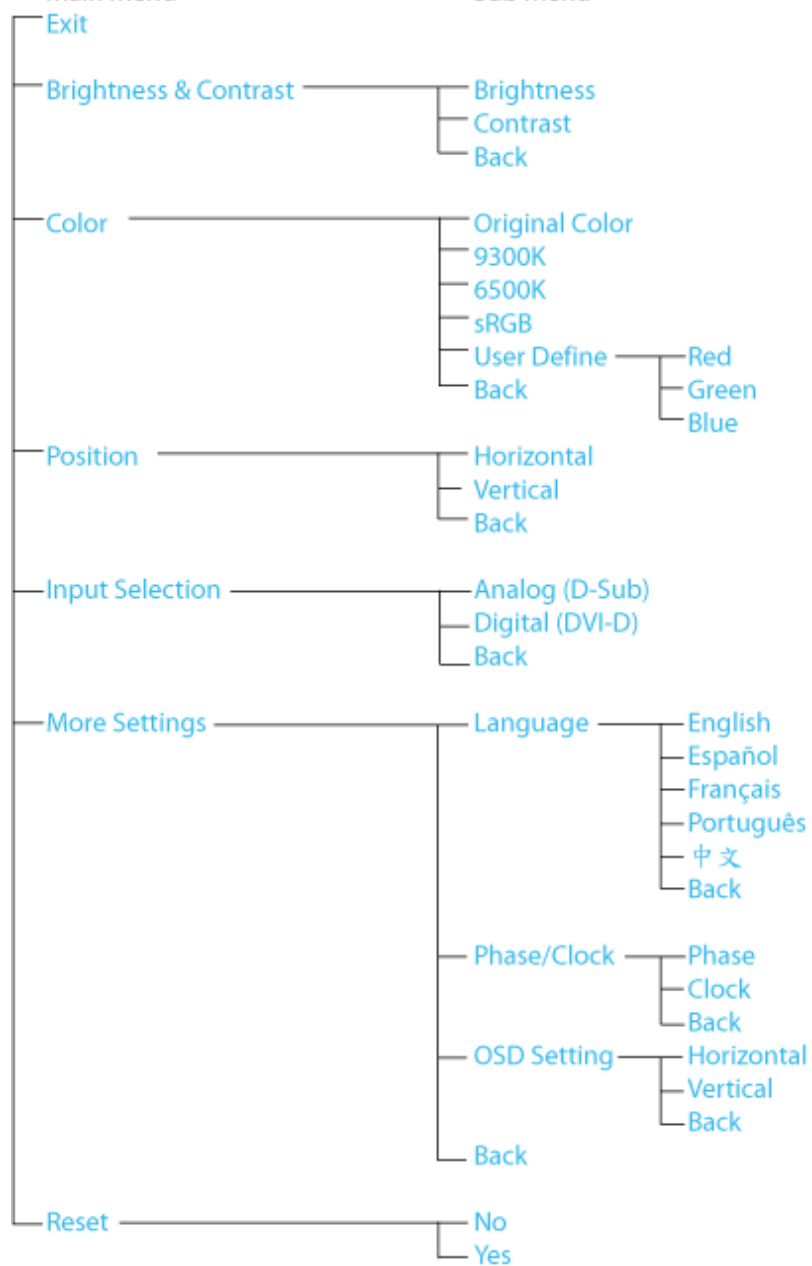 Exit
Brightness & Contrast Brightness
Contrast
Back
Color Original Color
9300K
6500K
sRGB
User Define Red
Back Green
Blue
Position Horizontal
Vertical
Back
Input Selection Analog (D-Sub)
Digital (DVI-D)
Back
More Settings Language English
Español
Français
Português
中文
Back
Phase/Clock Phase
Clock
Back
OSD Setting Horizontal
Vertical
Back
Back
Reset No
Yes